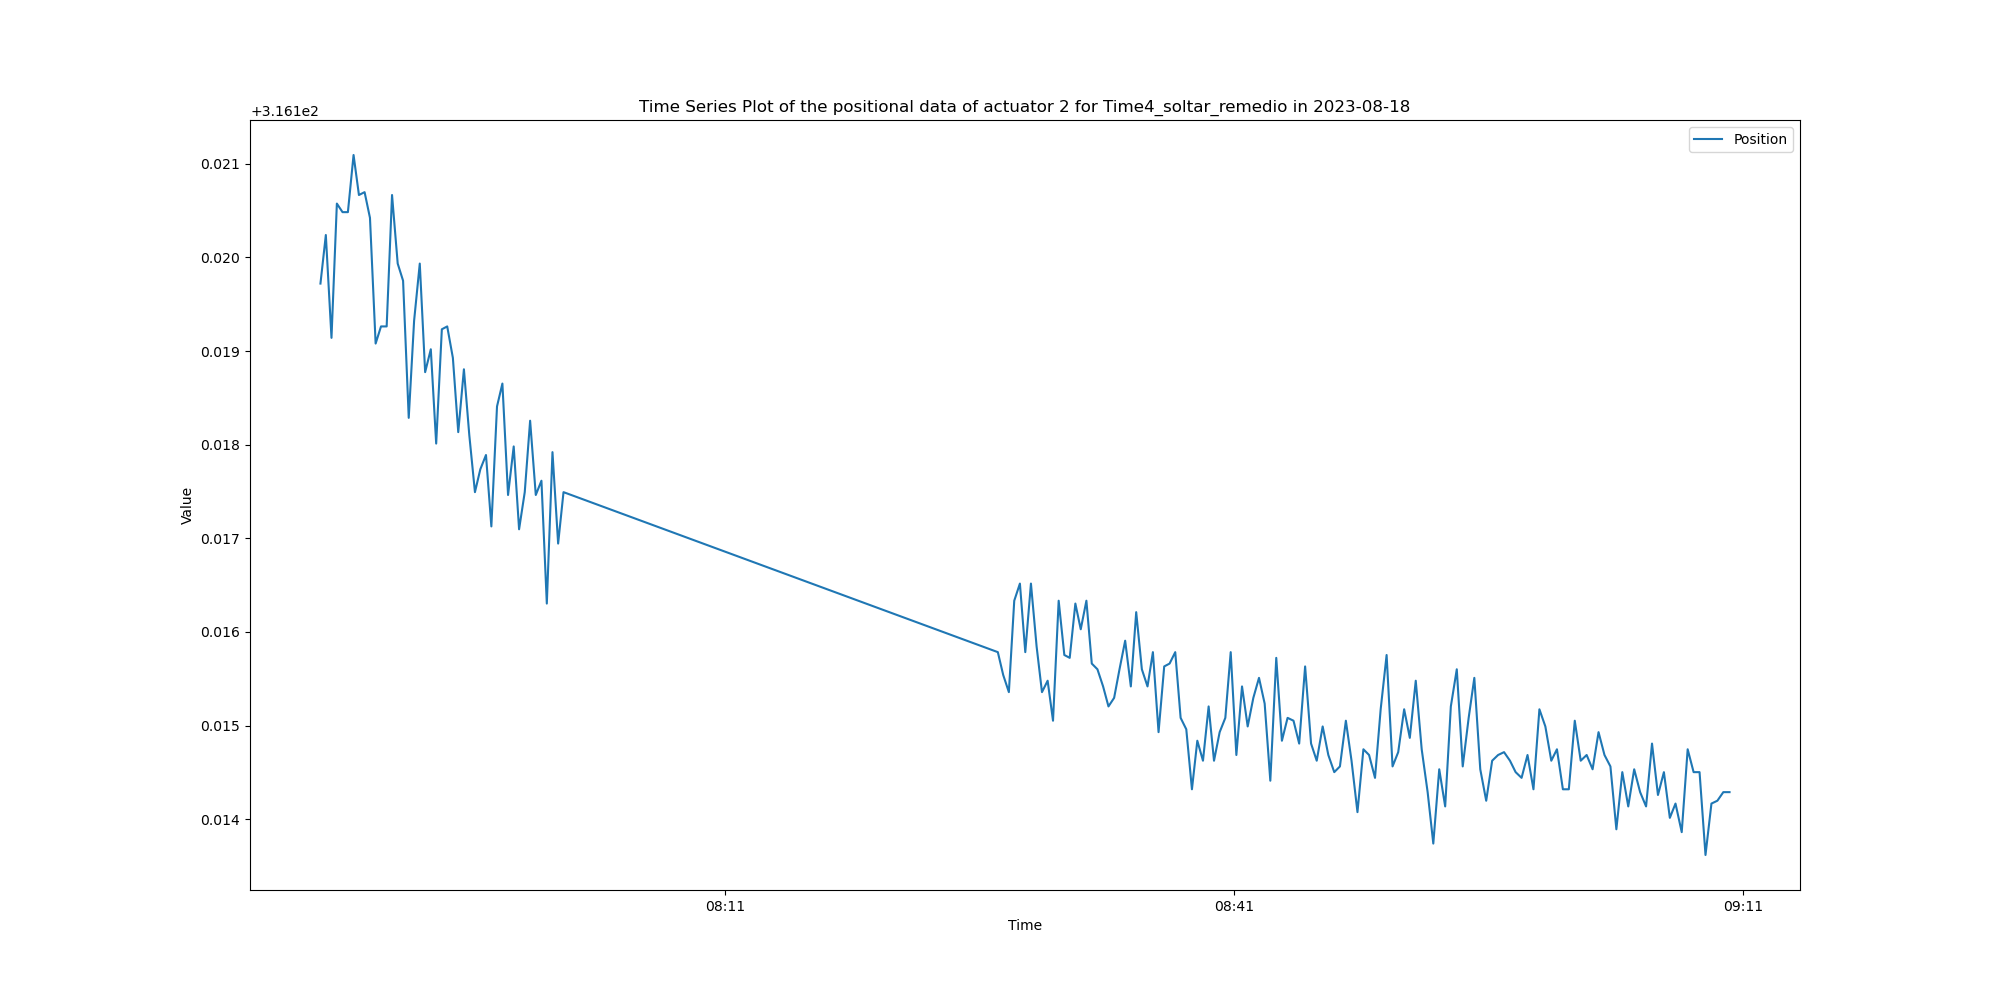 Time Series Plot of the positional data of actuator 2 for Time4_soltar_remedio in 2023-08-18
+3.161e2
Position
0.021
0.020
0.019
0.018
0.017
0.016
0.015
0.014
Value
08:11
08:41
09:11
Time